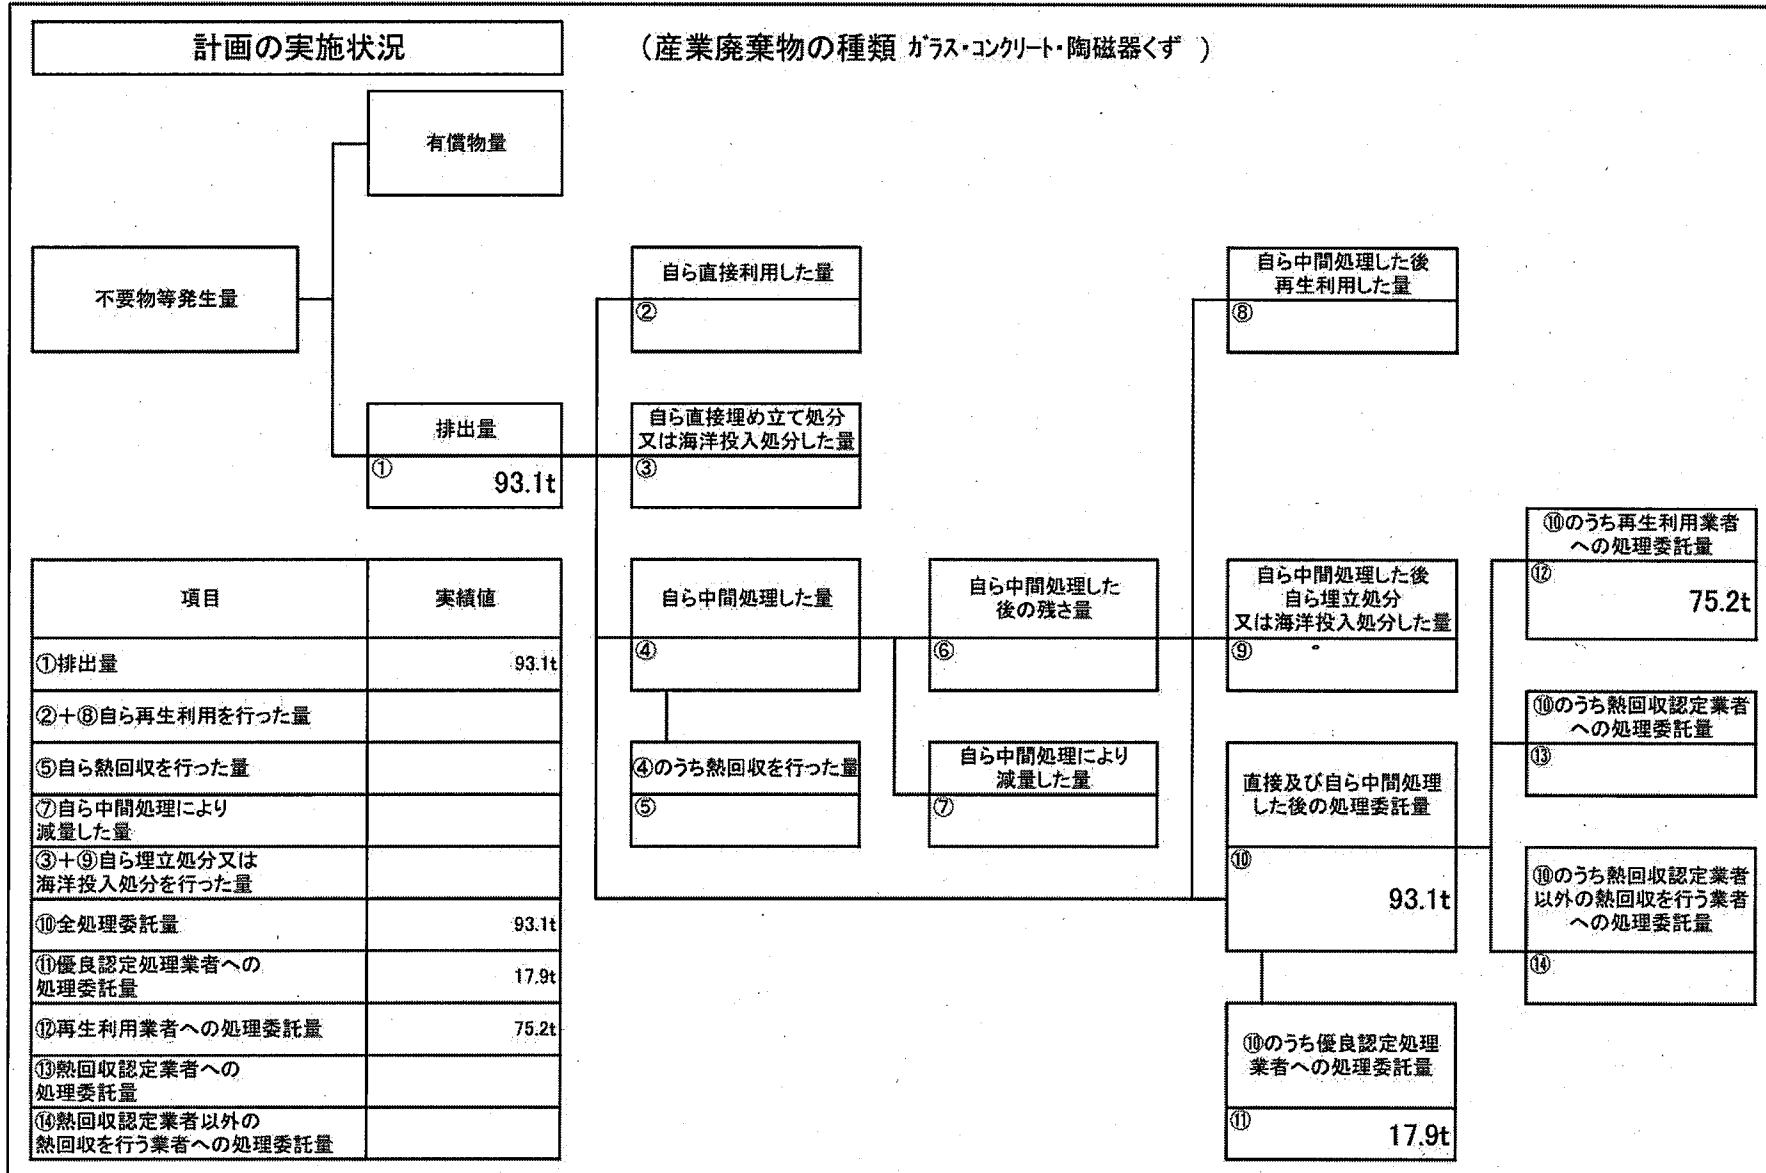 計画の実施状況
（産業廃棄物の種類 ガラス・コンクリート・陶磁器くず ）
有償物量
不要物等発生量
排出量
①
93.1t
自ら直接利用した量
②
自ら直接埋め立て処分
又は海洋投入処分した量
③
自ら中間処理した量
④
④のうち熱回収を行った量
⑤
自ら中間処理した
後の残さ量
⑥
自ら中間処理により
減量した量
⑦
自ら中間処理した後
再生利用した量
⑧
自ら中間処理した後
自ら埋立処分
又は海洋投入処分した量
⑨
直接及び自ら中間処理
した後の処理委託量
⑩
93.1t
⑩のうち優良認定処理
業者への処理委託量
⑪
17.9t
⑩のうち再生利用業者
への処理委託量
⑫
75.2t
⑩のうち熱回収認定業者
への処理委託量
⑬
⑩のうち熱回収認定業者
以外の熱回収を行う業者
への処理委託量
⑭
項目 実績値
①排出量 93.1t
②＋⑧自ら再生利用を行った量
⑤自ら熱回収を行った量
⑦自ら中間処理により
減量した量
③＋⑨自ら埋立処分又は
海洋投入処分を行った量
⑩全処理委託量 93.1t
⑪優良認定処理業者への
処理委託量 17.9t
⑫再生利用業者への処理委託量 75.2t
⑬熱回収認定業者への
処理委託量
⑭熱回収認定業者以外の
熱回収を行う業者への処理委託量